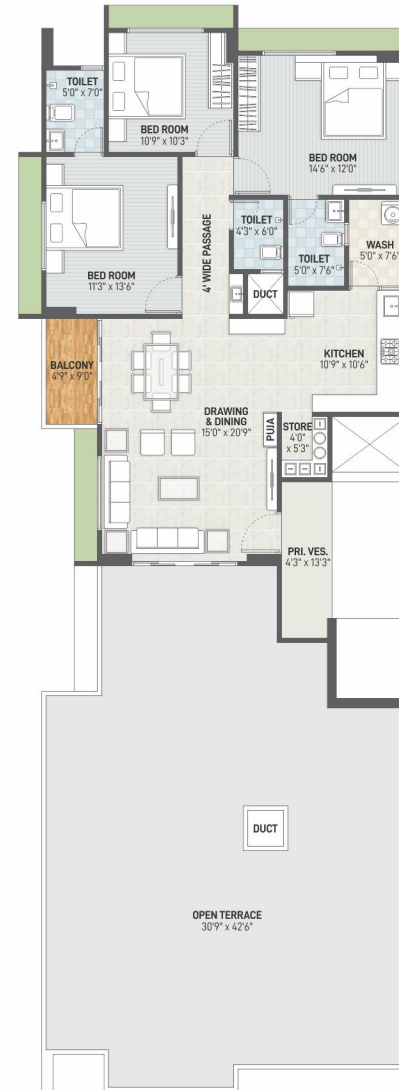 TOILET
5'0" x 7'0"
BED ROOM
10'9" x 10'3"
BED ROOM
14'6" x 12'0"
BED ROOM
11'3" x 13'6"
4' WIDE PASSAGE
TOILET
4'3" x 6'0"
TOILET
5'0" x 7'6"
WASH
5'0" x 7'6"
DUCT
BALCONY
4'9" x 9'0"
KITCHEN
10'9" x 10'6"
DRAWING
& DINING
15'0" x 20'9"
PUJA
STORE
4'0"
x 5'3"
PRI. VES.
4'3" x 13'3"
DUCT
OPEN TERRACE
30'9" x 42'6"